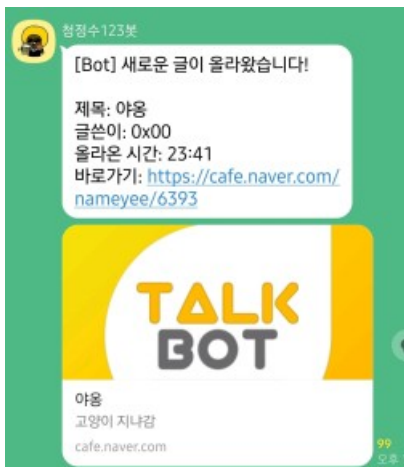 청정수123봇
[Bot] 새로운 글이 올라왔습니다!
제목: 야옹
글쓴이: 0x00
올라온 시간: 23:41
바로가기: https://cafe.naver.com/
nameyee/6393
TALK
BOT
야옹
고양이 지냐감
cafe.naver.com
99
오후